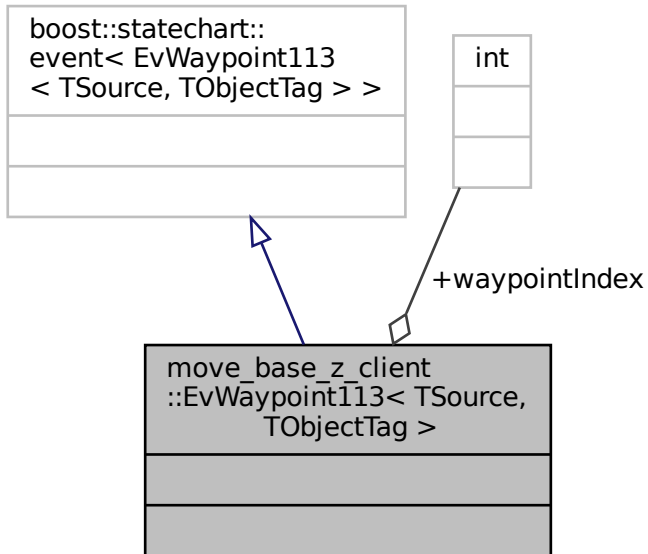 boost::statechart::
event< EvWaypoint113
< TSource, TObjectTag > >
int
+waypointIndex
move_base_z_client
::EvWaypoint113< TSource,
TObjectTag >